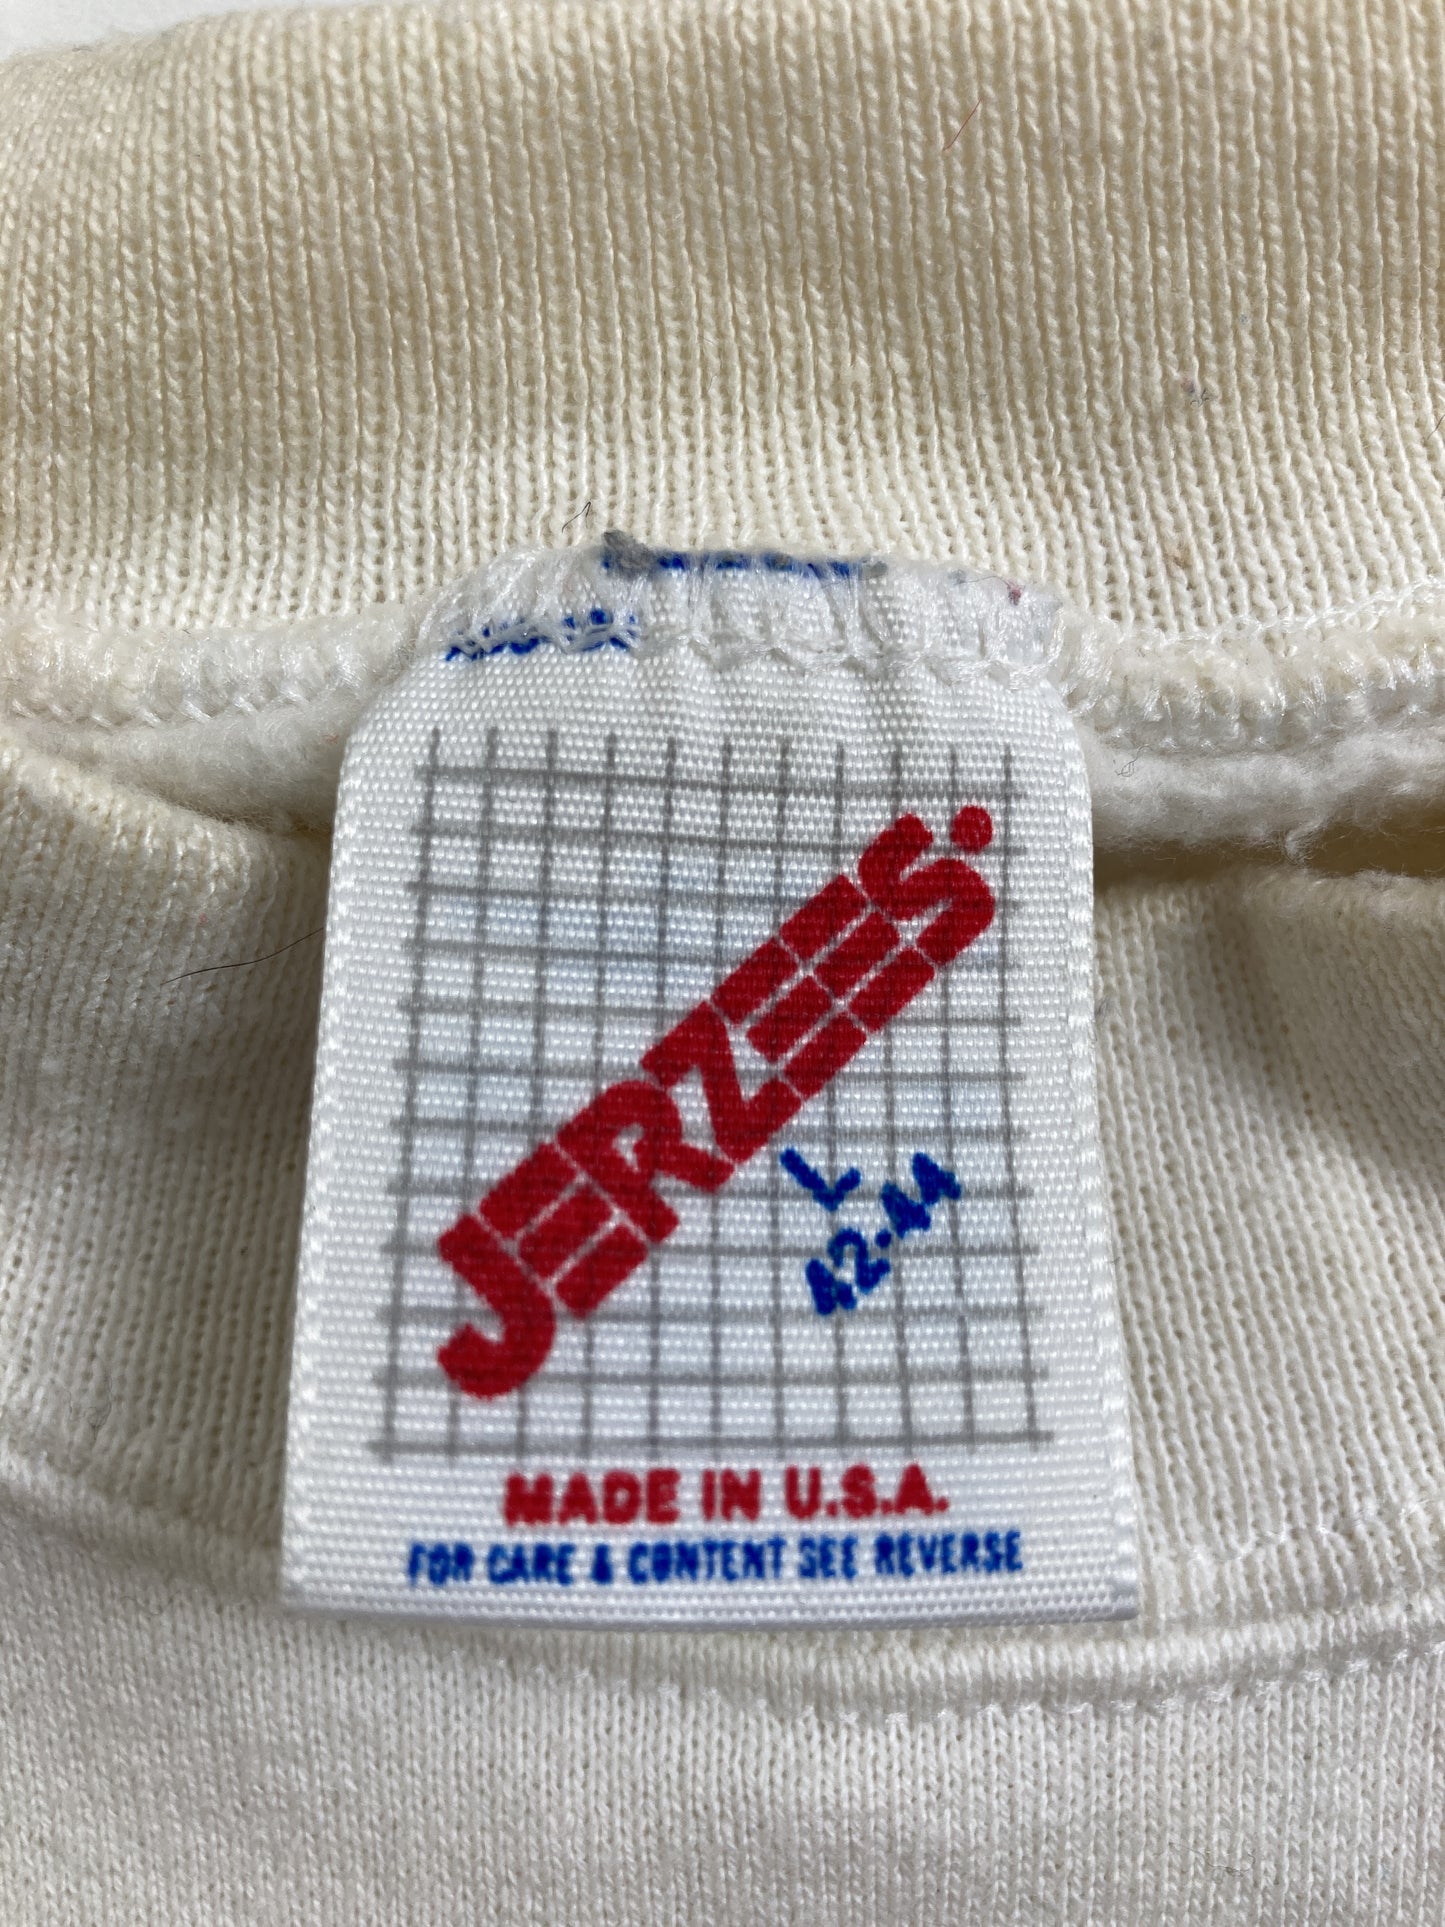 JERZEES.
L
42-44
MADE IN U.S.A.
FOR CARE & CONTENT SEE REVERSE